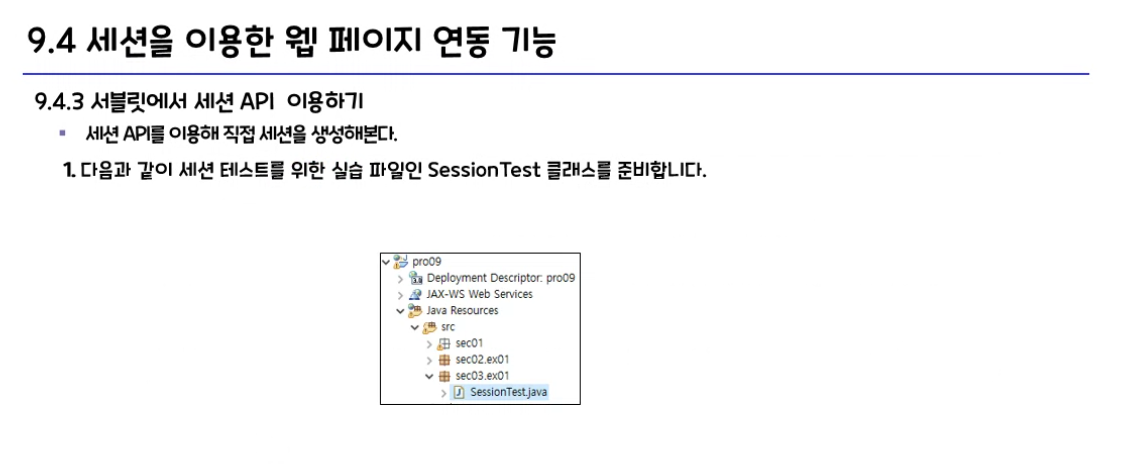 9.4 세션을 이용한 웹 페이지 연동 기능
9.4.3 서블릿에서 세션 API 이용하기
▪ 세션 API를 이용해 직접 세션을 생성해본다.
1. 다음과 같이 세션 테스트를 위한 실습 파일인 SessionTest 클래스를 준비합니다.
pro09
Deployment Descriptor: pro09
JAX-WS Web Services
Java Resources
src
sec01
sec02.ex01
sec03.ex01
SessionTest.java